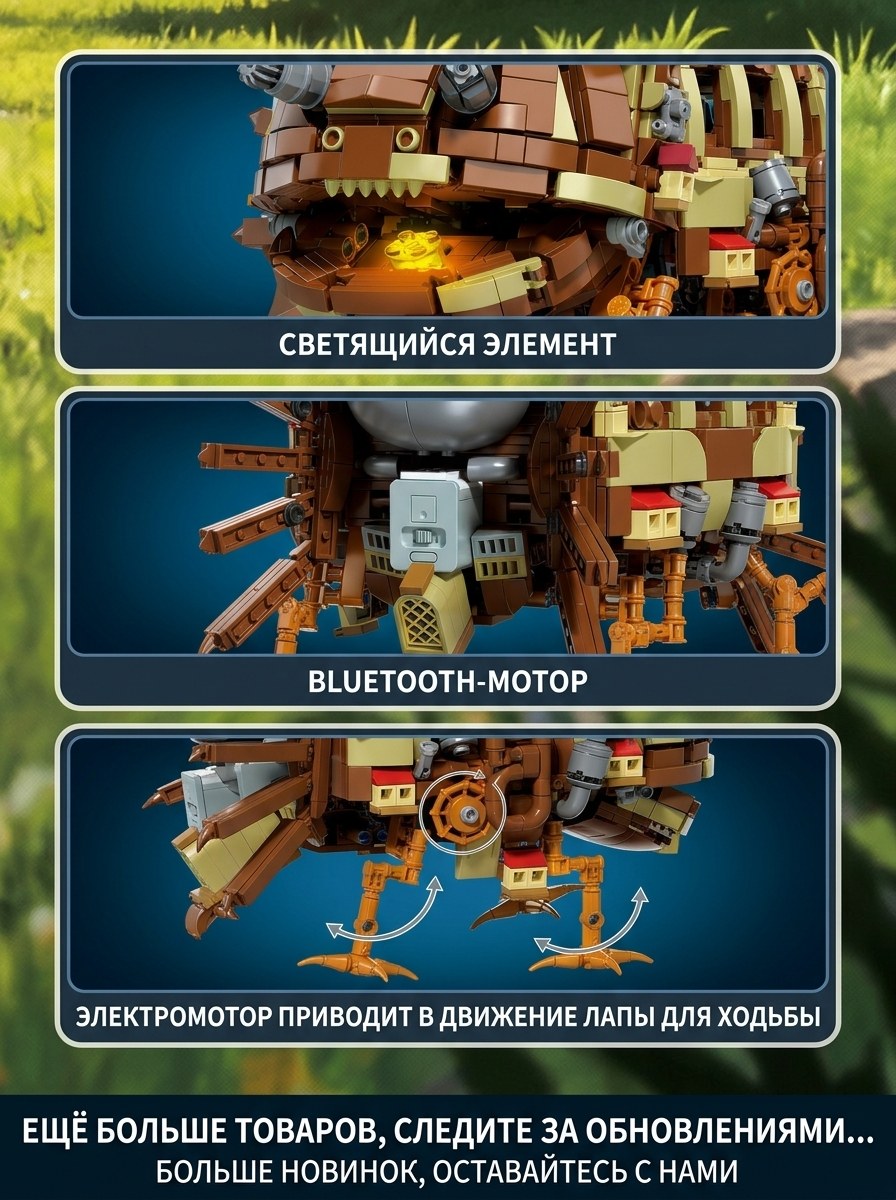 СВЕТЯЩИЙСЯ ЭЛЕМЕНТ
BLUETOOTH-МОТОР
ЭЛЕКТРОМОТОР ПРИВОДИТ В ДВИЖЕНИЕ ЛАПЫ ДЛЯ ХОДЬБЫ
ЕЩЁ БОЛЬШЕ ТОВАРОВ, СЛЕДИТЕ ЗА ОБНОВЛЕНИЯМИ...
БОЛЬШЕ НОВИНОК, ОСТАВАЙТЕСЬ С НАМИ